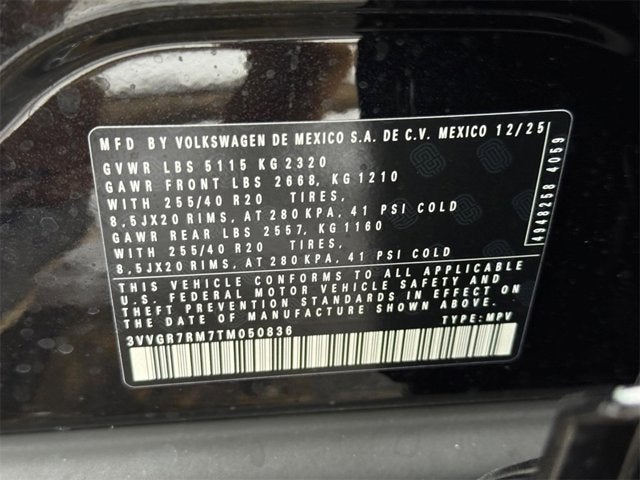 MFD BY VOLKSWAGEN DE MEXICO S.A. DE C.V. MEXICO 12/25
GVWR LBS 5115 KG 2320
GAWR FRONT LBS 2668, KG 1210
WITH 255/40 R20 TIRES,
8,5JX20 RIMS, AT 280 KPA, 41 PSI COLD
GAWR REAR LBS 2557, KG 1160
WITH 255/40 R20 TIRES,
8,5JX20 RIMS, AT 280 KPA, 41 PSI COLD
THIS VEHICLE CONFORMS TO ALL APPLICABLE
U.S. FEDERAL MOTOR VEHICLE SAFETY AND
THEFT PREVENTION STANDARDS IN EFFECT ON
THE DATE OF MANUFACTURE SHOWN ABOVE.
3VVGR7RM7TM050836 TYPE: MPV
4948258 4059